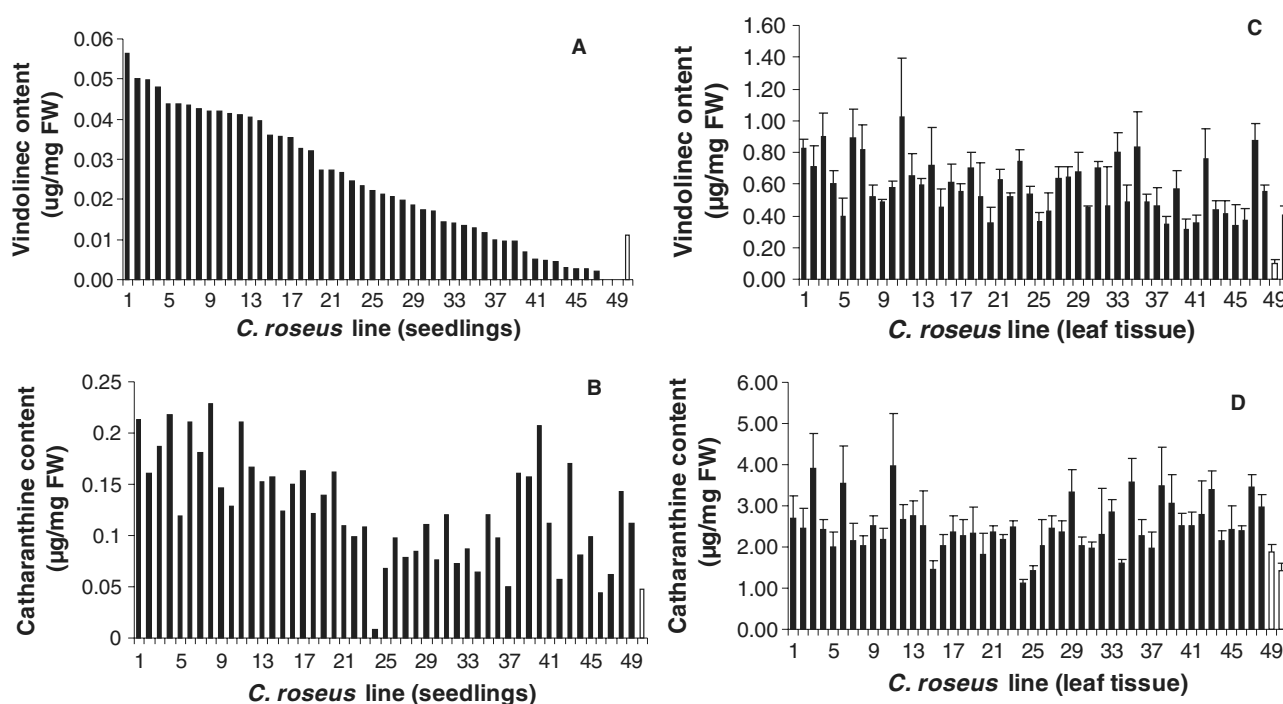 A
Vindolinec ontent
(ug/mg FW)
0.06
0.05
0.04
0.03
0.02
0.01
0.00
1 5 9 13 17 21 25 29 33 37 41 45 49
C. roseus line (seedlings)
C
Vindolinec ontent
(µg/mg FW)
1.60
1.40
1.20
1.00
0.80
0.60
0.40
0.20
0.00
1 5 9 13 17 21 25 29 33 37 41 45 49
C. roseus line (leaf tissue)
B
Catharanthine content
(µg/mg FW)
0.25
0.2
0.15
0.1
0.05
0
1 5 9 13 17 21 25 29 33 37 41 45 49
C. roseus line (seedlings)
D
Catharanthine content
(µg/mg FW)
6.00
5.00
4.00
3.00
2.00
1.00
0.00
1 5 9 13 17 21 25 29 33 37 41 45 49
C. roseus line (leaf tissue)